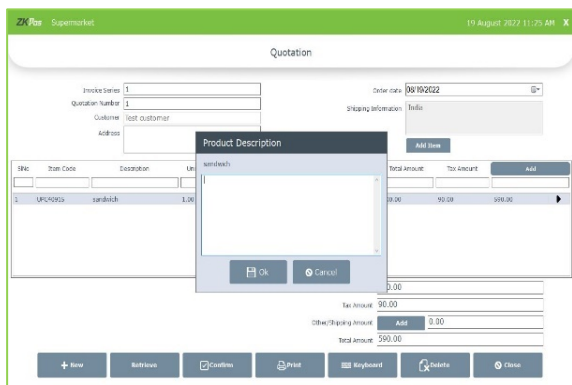 ZKPos Supermarket 19 August 2022 11:25 AM X
Quotation
Invoice Series 1
Order date 08/19/2022
Quotation Number 1
Shipping Information India
Customer Test customer
Address
Add Item
Product Description
sandwich
SlNo Item Code Description Total Amount Tax Amount Add
1 sandwich 1.00 90.00 590.00
Ok Cancel
Tax Amount 90.00
Other/Shipping Amount Add 0.00
Total Amount 590.00
New Retrieve Confirm Print Keyboard Delete Close